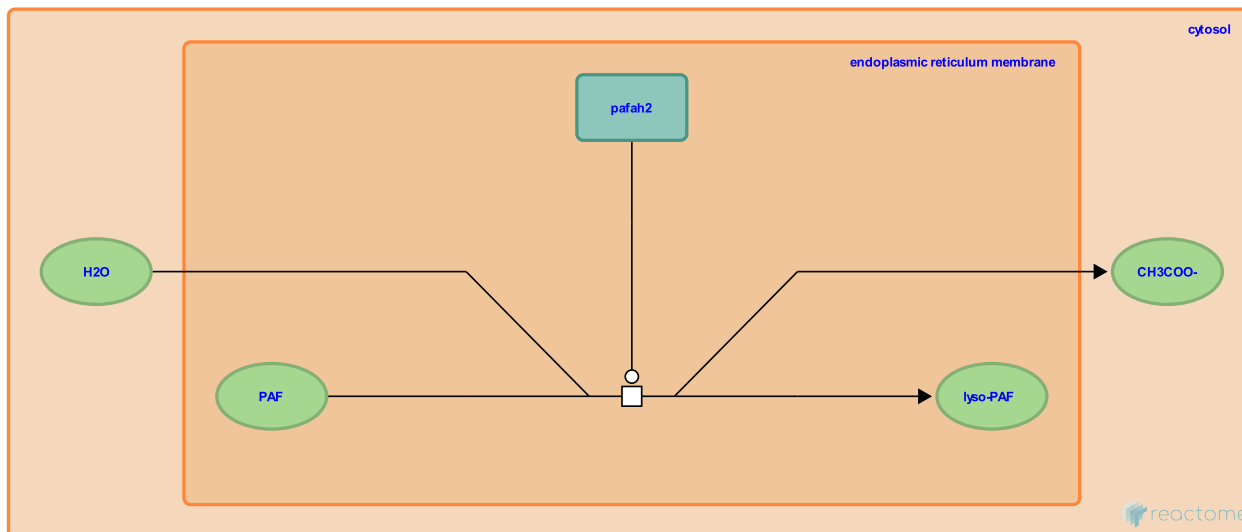 cytosol
endoplasmic reticulum membrane
pafah2
H2O
CH3COO-
PAF
lyso-PAF
reactome